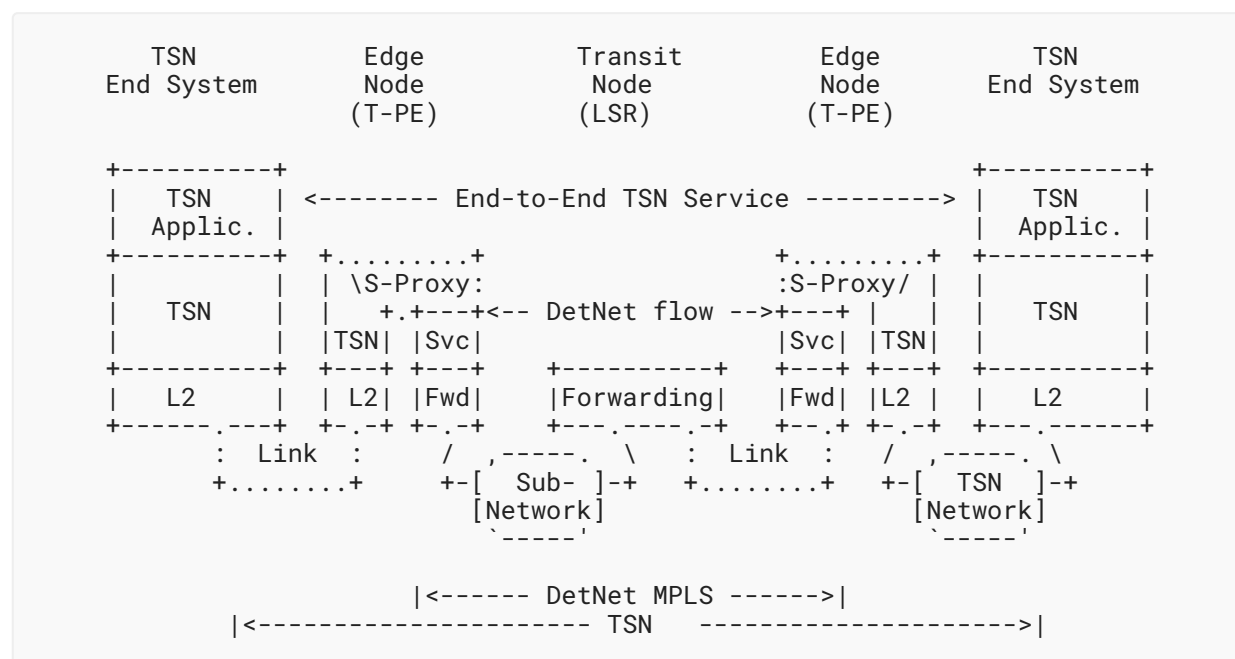 TSN             Edge          Transit         Edge          TSN
      End System         Node           Node           Node       End System
                        (T-PE)          (LSR)         (T-PE)

      +----------+                                             +----------+
      |   TSN    | <-------- End-to-End TSN Service ---------> |   TSN    |
      |  Applic. |                                             |  Applic. |
      +----------+  +.........+                   +.........+  +----------+
      |          |  | \S-Proxy:                   :S-Proxy/ |  |          |
      |   TSN    |  |   +.+---+<-- DetNet flow -->+---+ |   |  |   TSN    |
      |          |  |TSN| |Svc|                   |Svc| |TSN|  |          |
      +----------+  +---+ +---+    +----------+   +---+ +---+  +----------+
      |   L2     |  | L2| |Fwd|    |Forwarding|   |Fwd| |L2 |  |   L2     |
      +------.---+  +-.-+ +-.-+    +---.----.-+   +--.+ +-.-+  +---.------+
             :  Link  :     /  ,-----.  \   :  Link  :   /  ,-----. \
             +........+     +-[  Sub- ]-+   +........+   +-[  TSN  ]-+
                              [Network]                    [Network]
                               `-----'                      `-----'

                          |<------ DetNet MPLS ------>|
              |<---------------------- TSN   --------------------->|